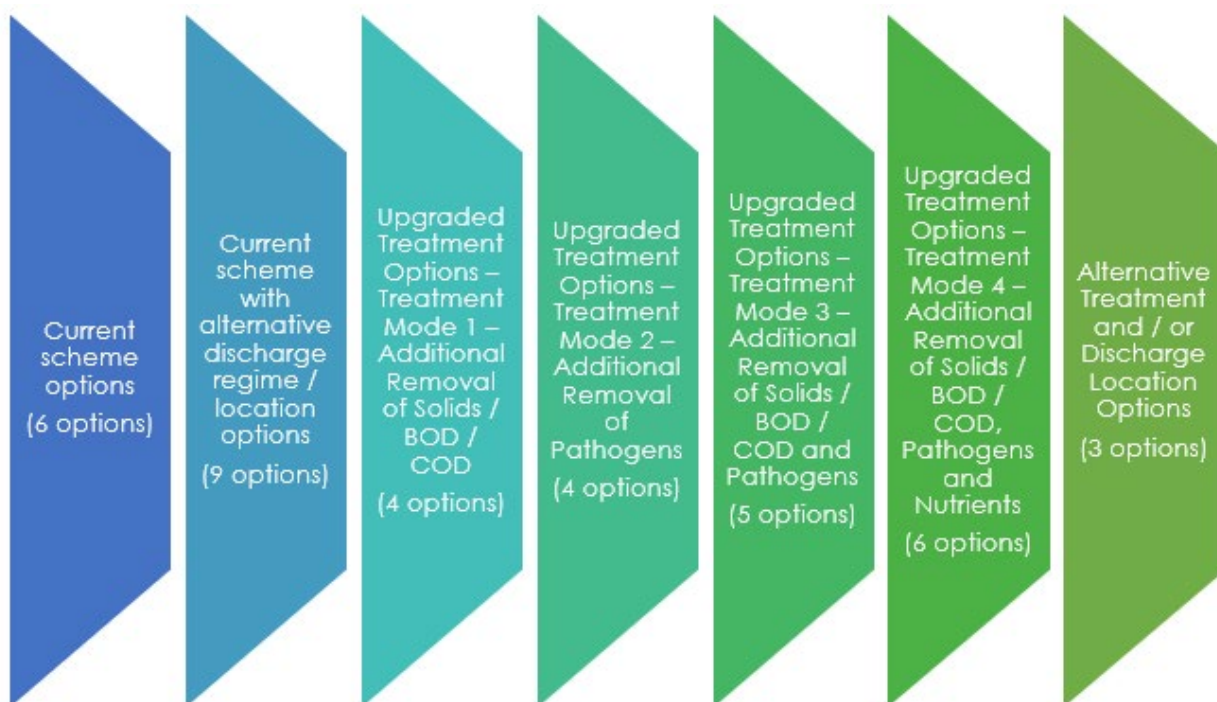 Current
scheme
options
(6 options)
Current
scheme
with
alternative
discharge
regime /
location
options
(9 options)
Upgraded
Treatment
Options –
Treatment
Mode 1 –
Additional
Removal
of Solids /
BOD /
COD
(4 options)
Upgraded
Treatment
Options –
Treatment
Mode 2 –
Additional
Removal
of
Pathogens
(4 options)
Upgraded
Treatment
Options –
Treatment
Mode 3 –
Additional
Removal
of Solids /
BOD /
COD and
Pathogens
(5 options)
Upgraded
Treatment
Options –
Treatment
Mode 4 –
Additional
Removal
of Solids /
BOD /
COD,
Pathogens
and
Nutrients
(6 options)
Alternative
Treatment
and / or
Discharge
Location
Options
(3 options)